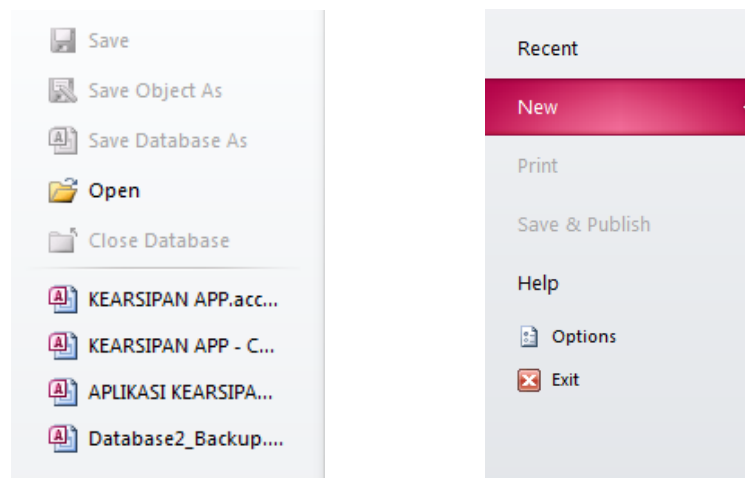 Save
Save Object As
Save Database As
Open
Close Database
KEARSIPAN APP.acc...
KEARSIPAN APP - C...
APLIKASI KEARSIPA...
Database2_Backup....
Recent
New
Print
Save & Publish
Help
Options
Exit